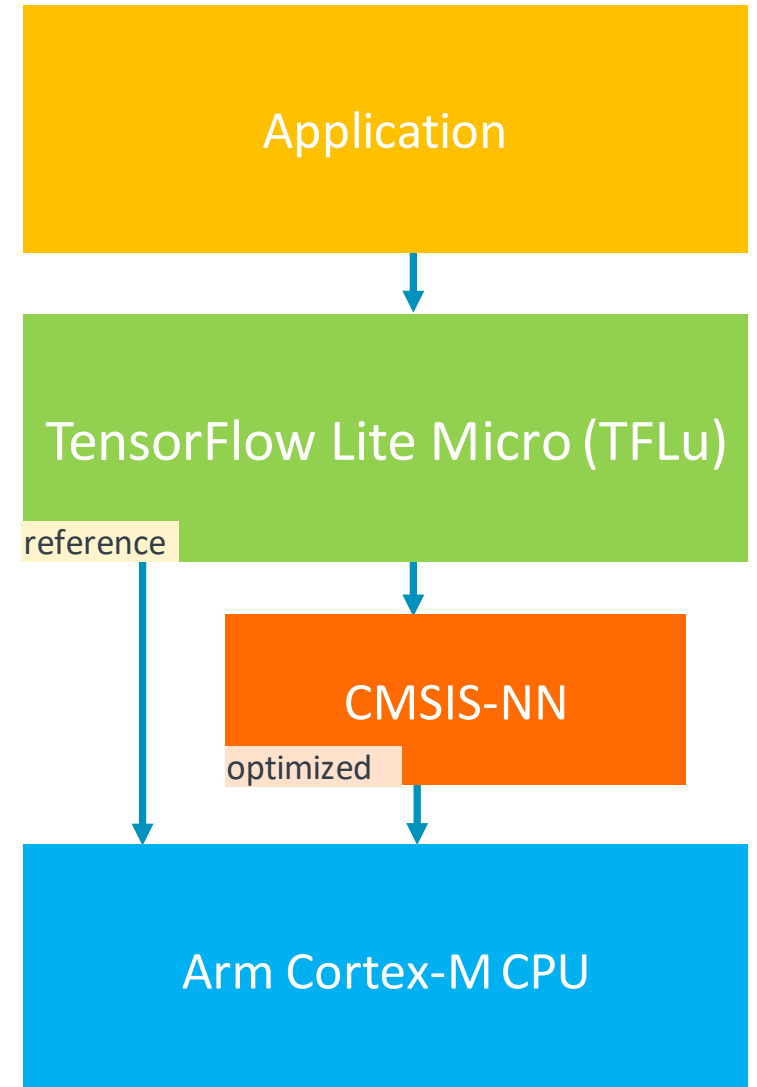 Application
TensorFlow Lite Micro (TFLu)
reference
CMSIS-NN
optimized
Arm Cortex-M CPU